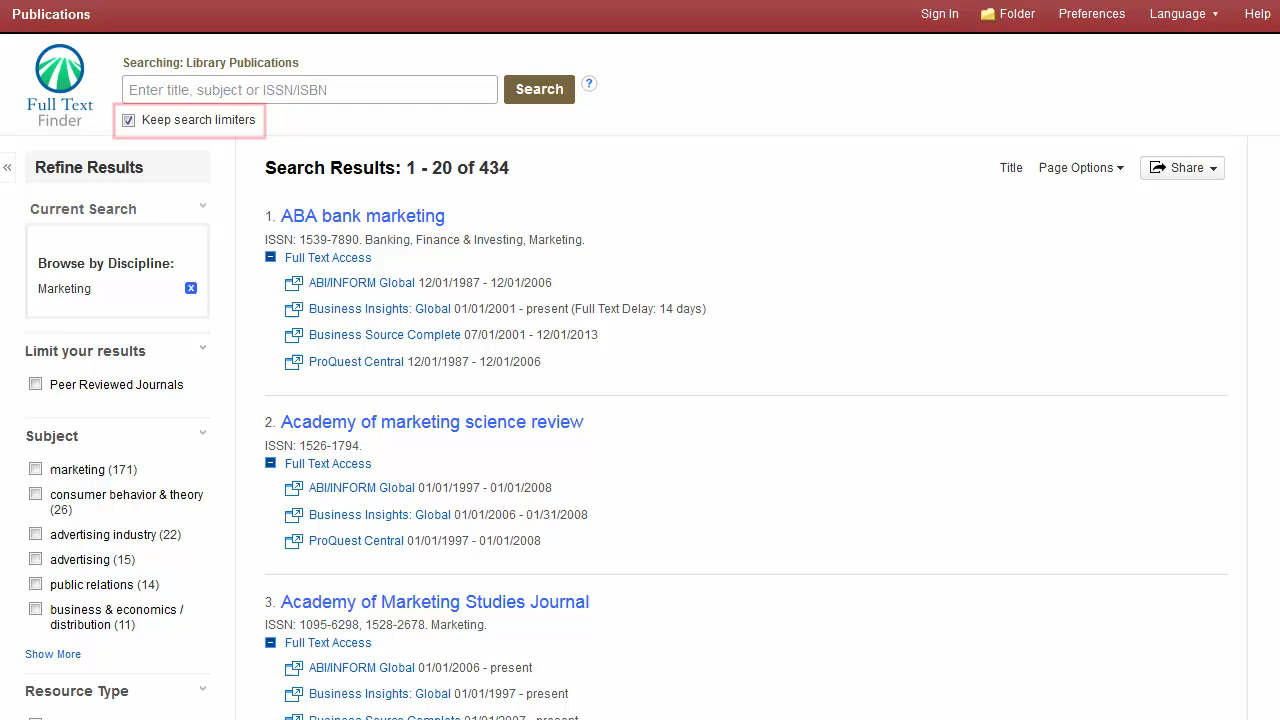 Publications
Sign In
Folder
Preferences
Language
Help
Full Text
Finder
Searching: Library Publications
Enter title, subject or ISSN/ISBN
Search
?
Keep search limiters
«
Refine Results
Current Search
Browse by Discipline:
Marketing
x
Limit your results
Peer Reviewed Journals
Subject
marketing (171)
consumer behavior & theory
(26)
advertising industry (22)
advertising (15)
public relations (14)
business & economics /
distribution (11)
Show More
Resource Type
Search Results: 1 - 20 of 434
Title
Page Options
Share
1. ABA bank marketing
ISSN: 1539-7890. Banking, Finance & Investing, Marketing.
Full Text Access
ABI/INFORM Global 12/01/1987 - 12/01/2006
Business Insights: Global 01/01/2001 - present (Full Text Delay: 14 days)
Business Source Complete 07/01/2001 - 12/01/2013
ProQuest Central 12/01/1987 - 12/01/2006
2. Academy of marketing science review
ISSN: 1526-1794.
Full Text Access
ABI/INFORM Global 01/01/1997 - 01/01/2008
Business Insights: Global 01/01/2006 - 01/31/2008
ProQuest Central 01/01/1997 - 01/01/2008
3. Academy of Marketing Studies Journal
ISSN: 1095-6298, 1528-2678. Marketing.
Full Text Access
ABI/INFORM Global 01/01/2006 - present
Business Insights: Global 01/01/1997 - present
Business Source Complete 01/01/2007 - present